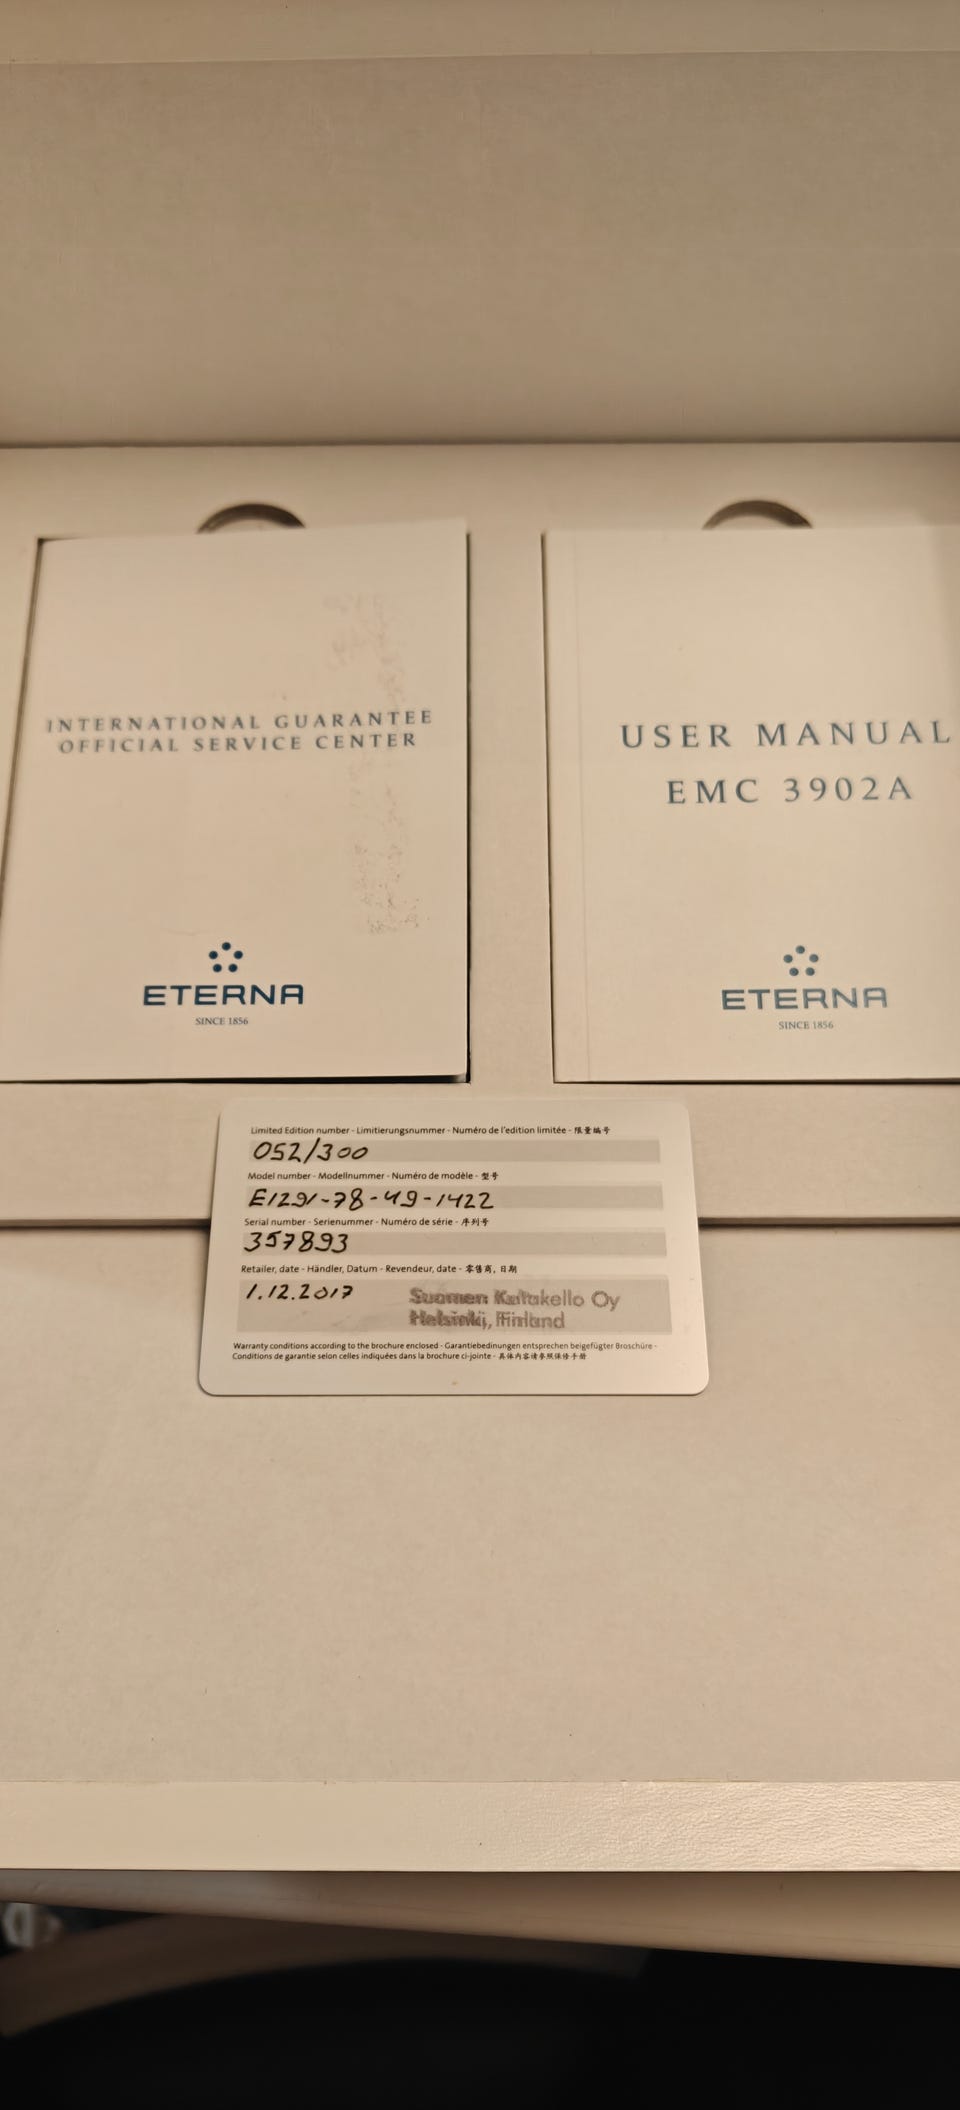 INTERNATIONAL GUARANTEE
OFFICIAL SERVICE CENTER
ETERNA
SINCE 1856
USER MANUAL
EMC 3902A
ETERNA
SINCE 1856
Limited Edition number - Limitierungsnummer - Numéro de l'edition limitée - 限量编号
052/300
Model number - Modellnummer - Numéro de modèle - 型号
E1291-78-49-1422
Serial number - Serienummer - Numéro de série - 序列号
357893
Retailer, date - Händler, Datum - Revendeur, date - 零售商, 日期
1.12.2017
Suomen Kultakello Oy
Helsinki, Finland
Warranty conditions according to the brochure enclosed - Garantiebedinungen entsprechen beigefügter Broschüre -
Conditions de garantie selon celles indiquées dans la brochure ci-jointe - 具体内容请参照保修手册